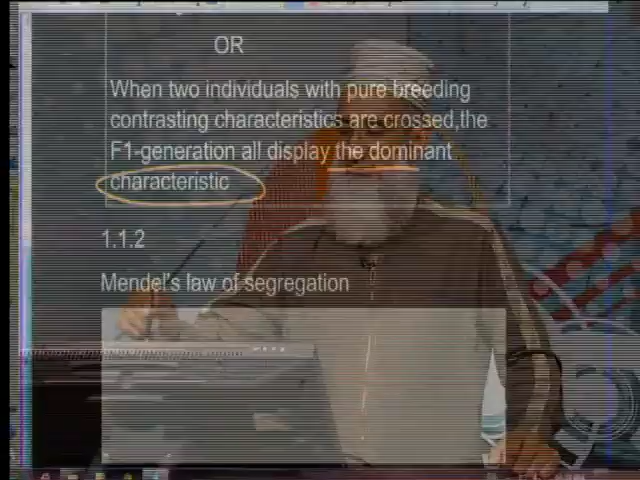 OR
When two individuals with pure breeding
contrasting characteristics are crossed,the
F1-generation all display the dominant
characteristic
1.1.2
Mendel's law of segregation